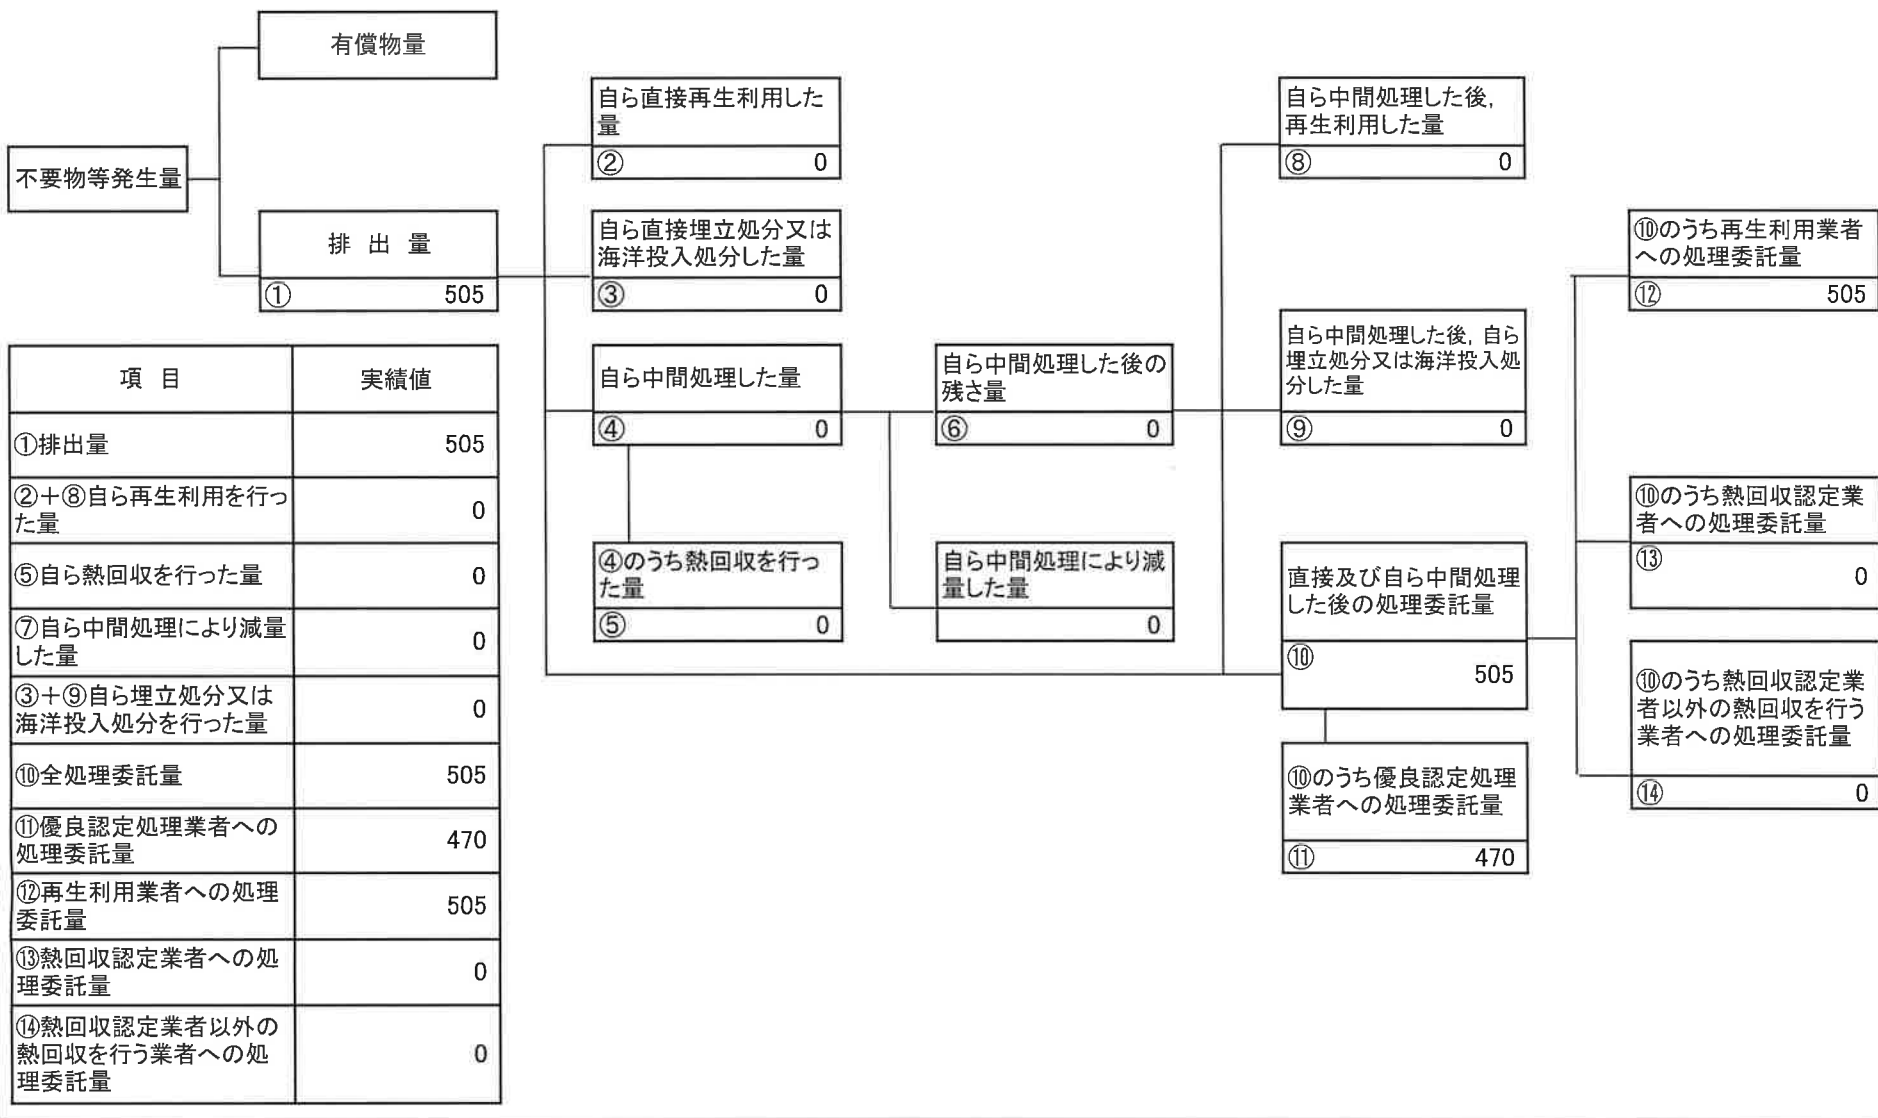 有償物量
不要物等発生量
排 出 量
① 505
自ら直接再生利用した
量
② 0
自ら直接埋立処分又は
海洋投入処分した量
③ 0
自ら中間処理した量
④ 0
④のうち熱回収を行っ
た量
⑤ 0
自ら中間処理した後の
残さ量
⑥ 0
自ら中間処理により減
量した量
0
自ら中間処理した後,
再生利用した量
⑧ 0
自ら中間処理した後, 自ら
埋立処分又は海洋投入処
分した量
⑨ 0
直接及び自ら中間処理
した後の処理委託量
⑩ 505
⑩のうち優良認定処理
業者への処理委託量
⑪ 470
⑩のうち再生利用業者
への処理委託量
⑫ 505
⑩のうち熱回収認定業
者への処理委託量
⑬ 0
⑩のうち熱回収認定業
者以外の熱回収を行う
業者への処理委託量
⑭ 0
項 目 実績値
①排出量 505
②+⑧自ら再生利用を行っ
た量 0
⑤自ら熱回収を行った量 0
⑦自ら中間処理により減量
した量 0
③+⑨自ら埋立処分又は
海洋投入処分を行った量 0
⑩全処理委託量 505
⑪優良認定処理業者への
処理委託量 470
⑫再生利用業者への処理
委託量 505
⑬熱回収認定業者への処
理委託量 0
⑭熱回収認定業者以外の
熱回収を行う業者への処
理委託量 0